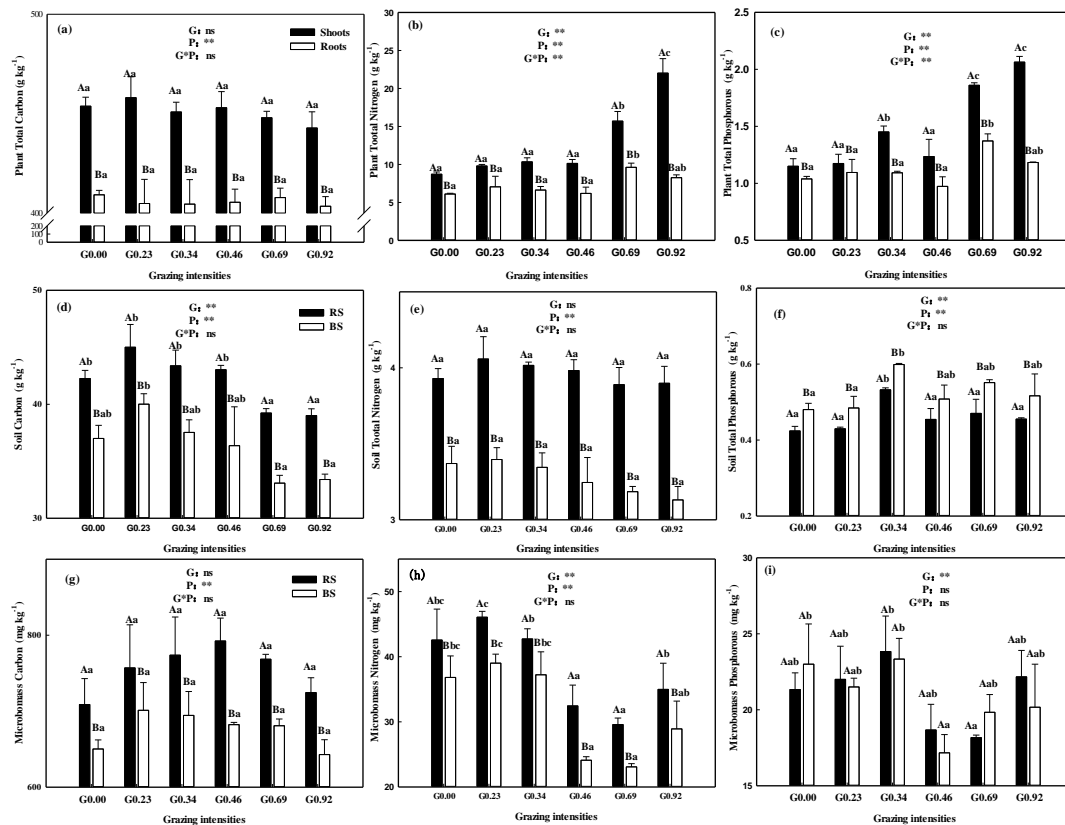 (a)
G: ns
P: **
G*P: ns
Shoots
Roots
Plant Total Carbon (g kg-1)
500
400
200
100
0
Aa Aa Aa Aa Aa Aa
Ba Ba Ba Ba Ba Ba
G0.00 G0.23 G0.34 G0.46 G0.69 G0.92
Grazing intensities
(b)
G: **
P: **
G*P: **
Plant Tootal Nitrogen (g kg-1)
30
25
20
15
10
5
0
Aa Aa Aa Aa Ab Ac
Ba Ba Ba Ba Bb Bab
G0.00 G0.23 G0.34 G0.46 G0.69 G0.92
Grazing intensities
(c)
G: **
P: **
G*P: **
Plant Total Phosphorous (g kg-1)
2.5
2.0
1.5
1.0
0.5
Aa Aa Ab Aa Ac Ac
Ba Ba Ba Ba Bb Bab
G0.00 G0.23 G0.34 G0.46 G0.69 G0.92
Grazing intensities
(d)
G: **
P: **
G*P: ns
RS
BS
Soil Carbon (g kg-1)
50
40
30
Ab Ab Ab Ab Aa Aa
Bab Bb Bab Bab Ba Ba
G0.00 G0.23 G0.34 G0.46 G0.69 G0.92
Grazing intensities
(e)
G: ns
P: **
G*P: ns
Soil Tootal Nitrogen (g kg-1)
4
3
Aa Aa Aa Aa Aa Aa
Ba Ba Ba Ba Ba Ba
G0.00 G0.23 G0.34 G0.46 G0.69 G0.92
Grazing intensities
(f)
G: **
P: **
G*P: ns
Soil Total Phosphorous (g kg-1)
0.8
0.6
0.4
0.2
Aa Aa Ab Aa Aa Aa
Ba Ba Bb Bab Bab Bab
G0.00 G0.23 G0.34 G0.46 G0.69 G0.92
Grazing intensities
(g)
G: ns
P: **
G*P: ns
RS
BS
Microbomass Carbon (mg kg-1)
800
600
Aa Aa Aa Aa Aa Aa
Ba Ba Ba Ba Ba Ba
G0.00 G0.23 G0.34 G0.46 G0.69 G0.92
Grazing intensities
(h)
G: **
P: **
G*P: ns
Microbomass Nitrogen (mg kg-1)
50
40
30
20
Abc Ac Abc Aa Aa Ab
Bbc Bc Bbc Ba Ba Bab
G0.00 G0.23 G0.34 G0.46 G0.69 G0.92
Grazing intensities
(i)
G: **
P: ns
G*P: ns
Microbomass Phosphorous (mg kg-1)
30
25
20
15
Aab Aab Ab Aab Aa Aab
Ab Aab Ab Aa Aab Aab
G0.00 G0.23 G0.34 G0.46 G0.69 G0.92
Grazing intensities